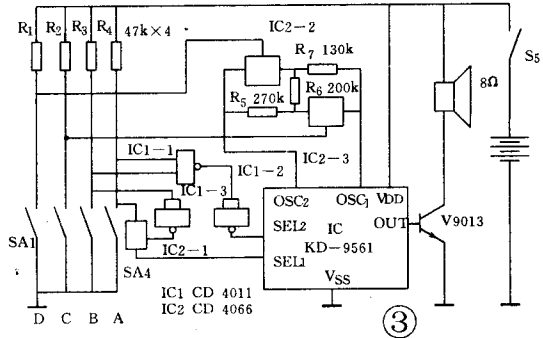 IC2-2
R1 R2 R3 R4 47k×4
R7 130k
R6 200k
R5 270k
8Ω
S5
IC1-1
IC1-2
IC1-3
IC2-3
OSC2 OSC1 VDD
SEL2 IC OUT
KD-9561
SEL1
VSS
V9013
SA1
SA4
IC2-1
IC1 CD 4011
IC2 CD 4066
D C B A
③